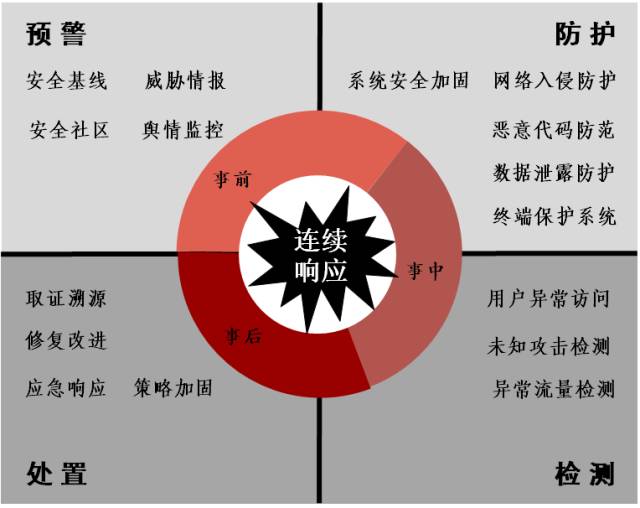 预警
防护
安全基线 威胁情报
系统安全加固 网络入侵防护
安全社区 舆情监控
恶意代码防范
数据泄露防护
终端保护系统
事前
连续
响应
事中
事后
取证溯源
修复改进
应急响应 策略加固
用户异常访问
未知攻击检测
异常流量检测
处置
检测